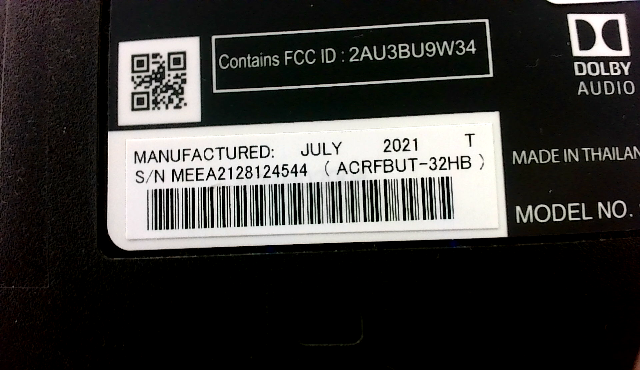 Contains FCC ID : 2AU3BU9W34
DOLBY
AUDIO
MANUFACTURED: JULY 2021 T
S/N MEEA2128124544 ( ACRFBUT-32HB )
MADE IN THAILAN
MODEL NO.